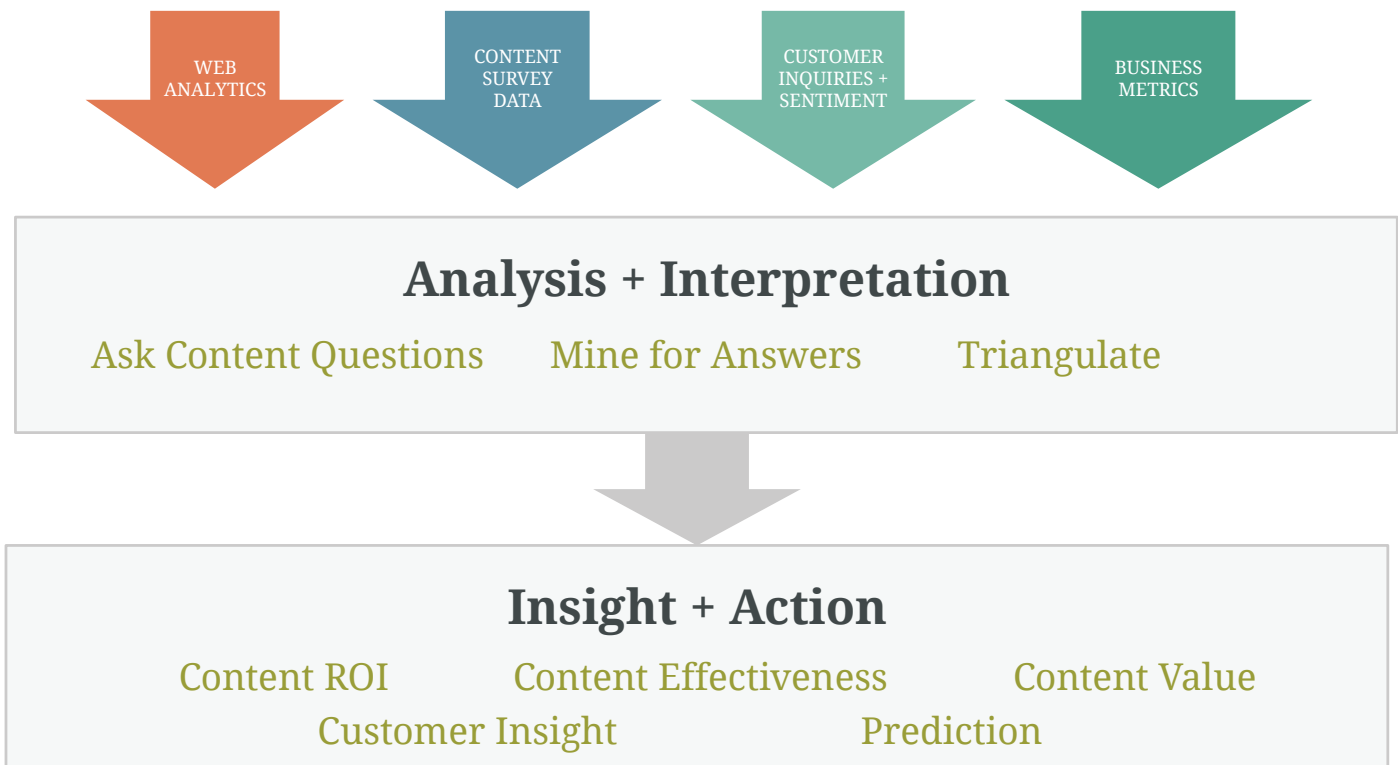 WEB
ANALYTICS
CONTENT
SURVEY
DATA
CUSTOMER
INQUIRIES +
SENTIMENT
BUSINESS
METRICS
Analysis + Interpretation
Ask Content Questions Mine for Answers Triangulate
Insight + Action
Content ROI Content Effectiveness Content Value
Customer Insight Prediction